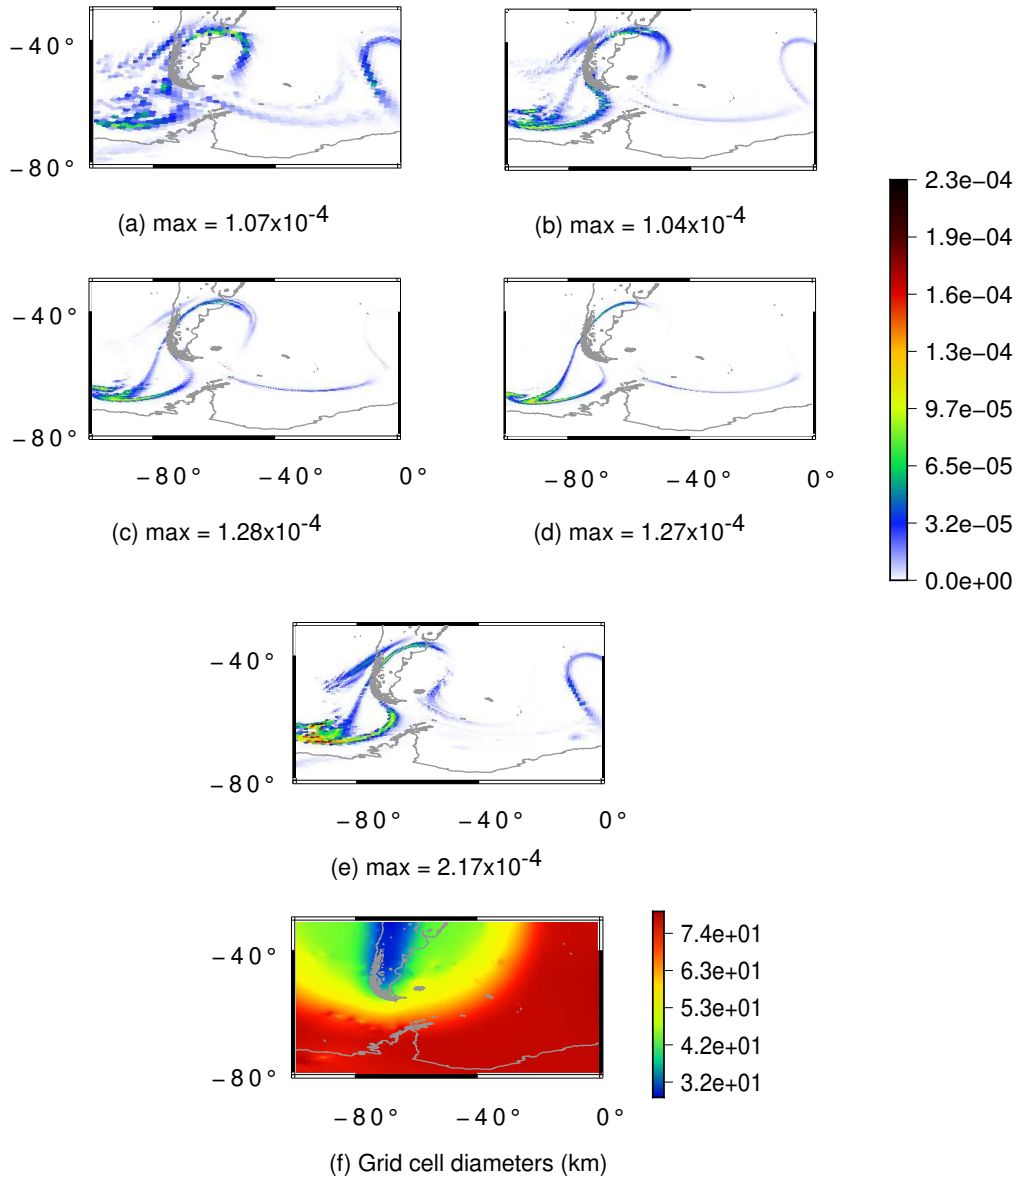 −40°
−80°
(a) max = 1.07x10-4
(b) max = 1.04x10-4
2.3e−04
1.9e−04
1.6e−04
1.3e−04
9.7e−05
6.5e−05
3.2e−05
0.0e+00
−40°
−80°
−80° −40° 0°
−80° −40° 0°
(c) max = 1.28x10-4
(d) max = 1.27x10-4
−40°
−80°
−80° −40° 0°
(e) max = 2.17x10-4
−40°
−80°
−80° −40° 0°
7.4e+01
6.3e+01
5.3e+01
4.2e+01
3.2e+01
(f) Grid cell diameters (km)